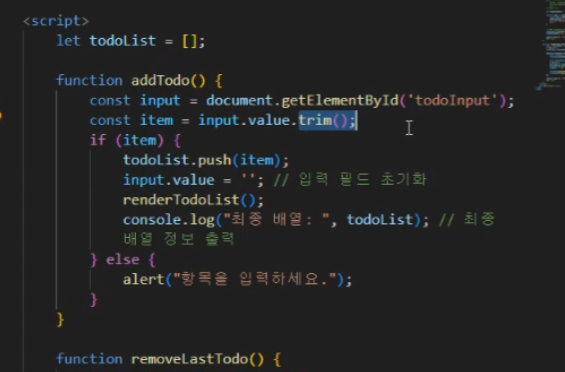 <script>
let todoList = [];
function addTodo() {
const input = document.getElementById('todoInput');
const item = input.value.trim();
if (item) {
todoList.push(item);
input.value = ''; // 입력 필드 초기화
renderTodoList();
console.log("최종 배열: ", todoList); // 최종
배열 정보 출력
} else {
alert("항목을 입력하세요.");
}
}
function removeLastTodo() {